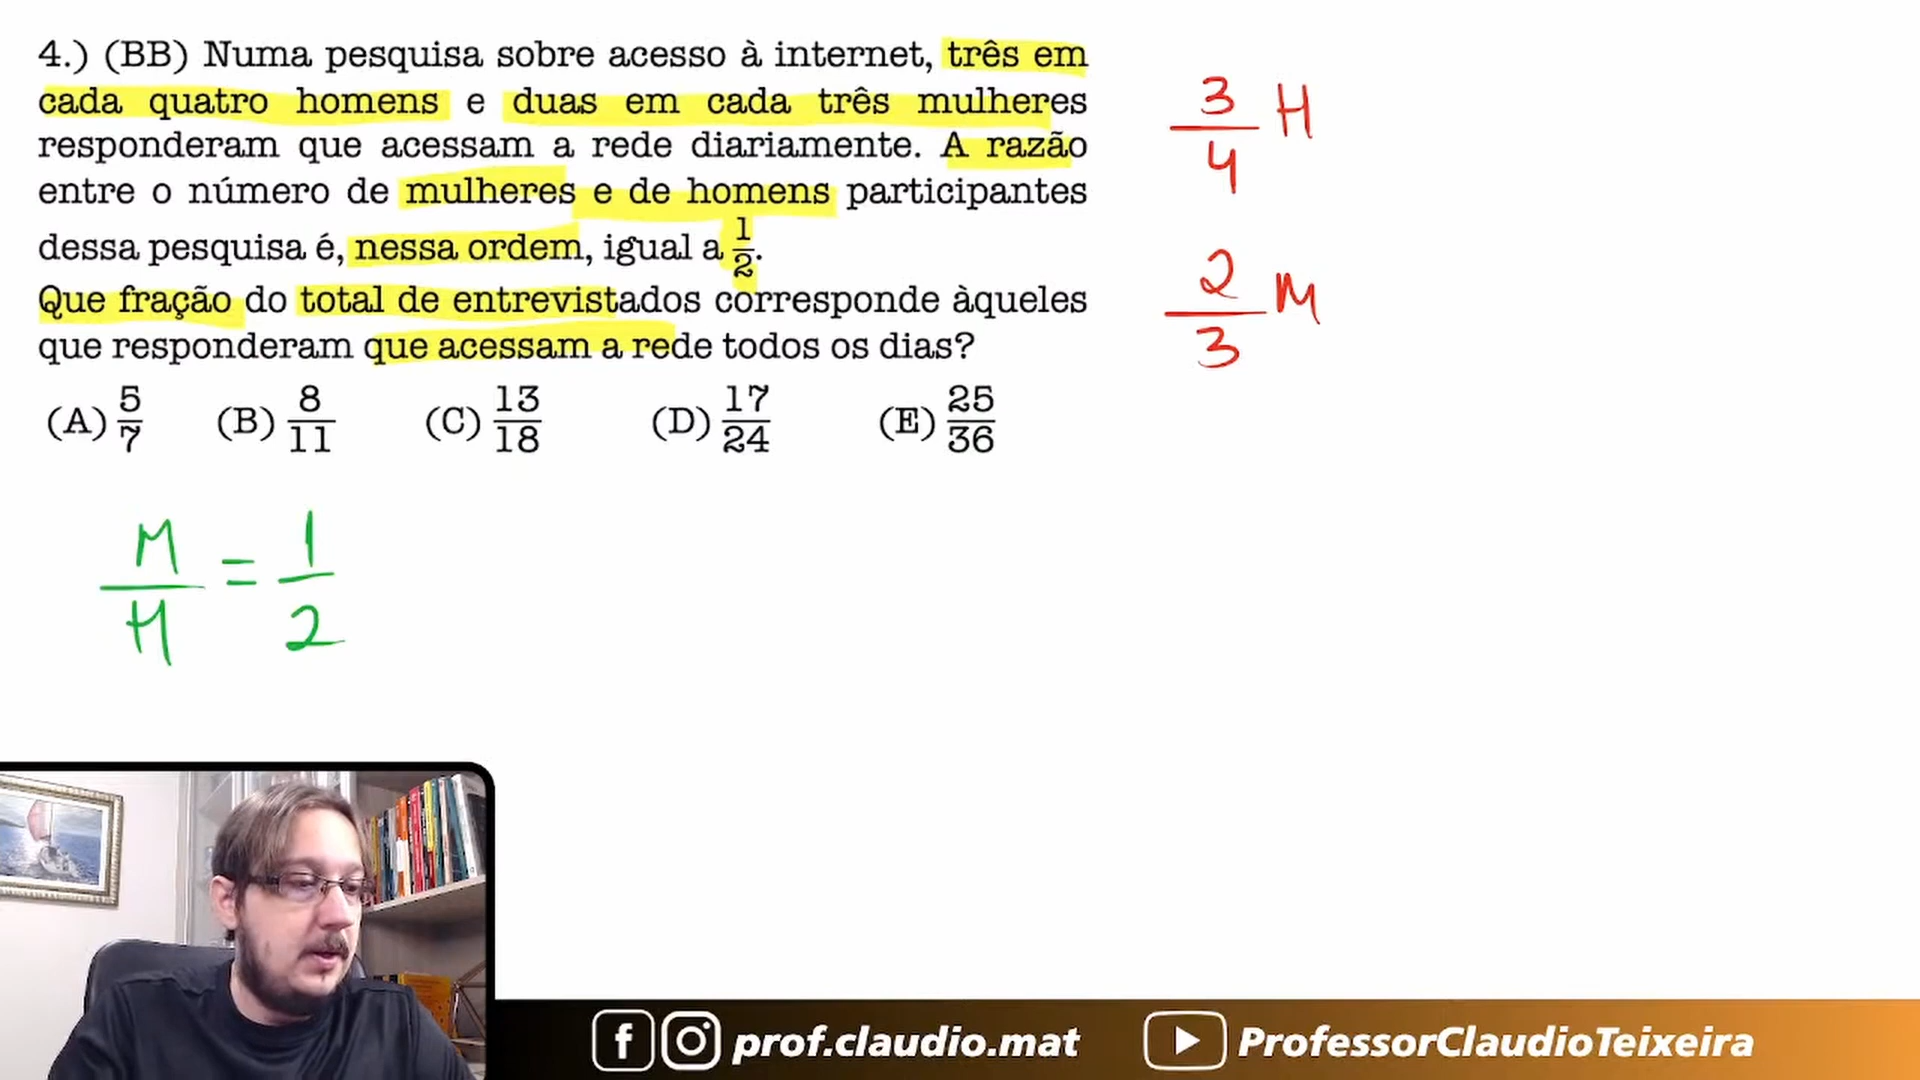 4.) (BB) Numa pesquisa sobre acesso à internet, três em
cada quatro homens e duas em cada três mulheres
responderam que acessam a rede diariamente. A razão
entre o número de mulheres e de homens participantes
dessa pesquisa é, nessa ordem, igual a 1/2.
Que fração do total de entrevistados corresponde àqueles
que responderam que acessam a rede todos os dias?
(A) 5/7 (B) 8/11 (C) 13/18 (D) 17/24 (E) 25/36
3/4 H
2/3 M
M/H = 1/2
prof.claudio.mat
ProfessorClaudioTeixeira